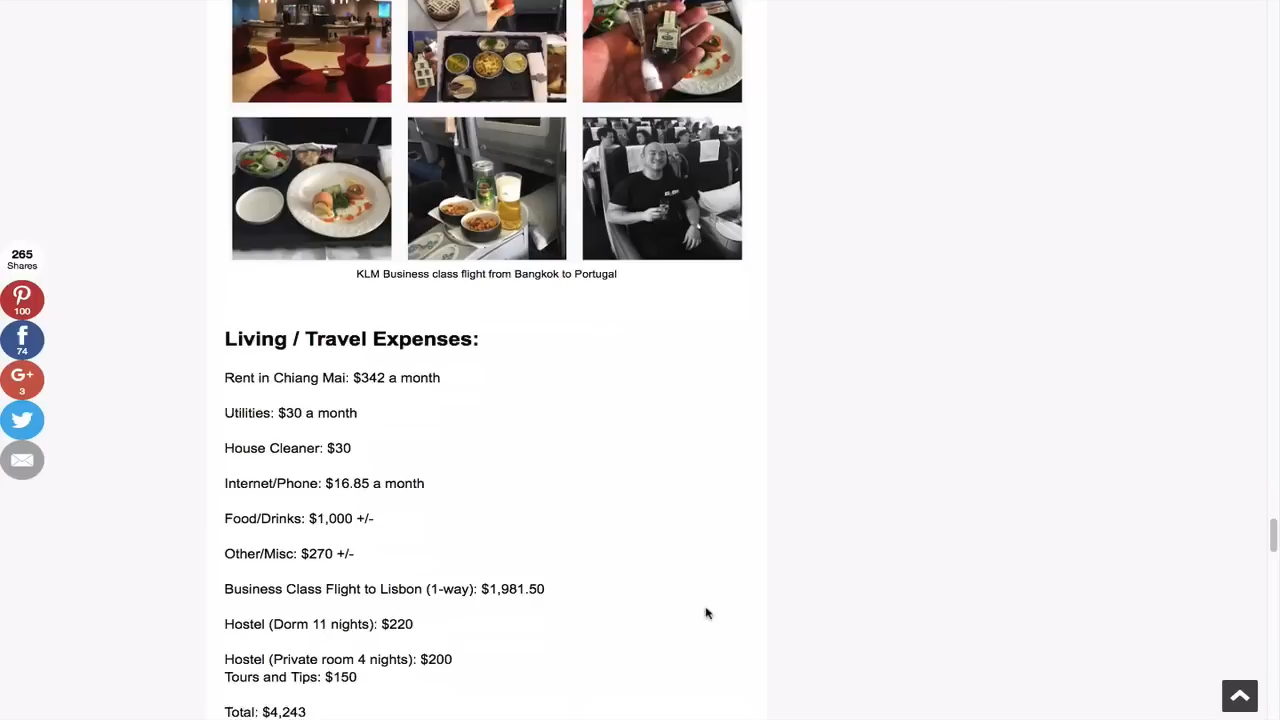 265
Shares
100
74
3
KLM Business class flight from Bangkok to Portugal
Living / Travel Expenses:
Rent in Chiang Mai: $342 a month
Utilities: $30 a month
House Cleaner: $30
Internet/Phone: $16.85 a month
Food/Drinks: $1,000 +/-
Other/Misc: $270 +/-
Business Class Flight to Lisbon (1-way): $1,981.50
Hostel (Dorm 11 nights): $220
Hostel (Private room 4 nights): $200
Tours and Tips: $150
Total: $4,243